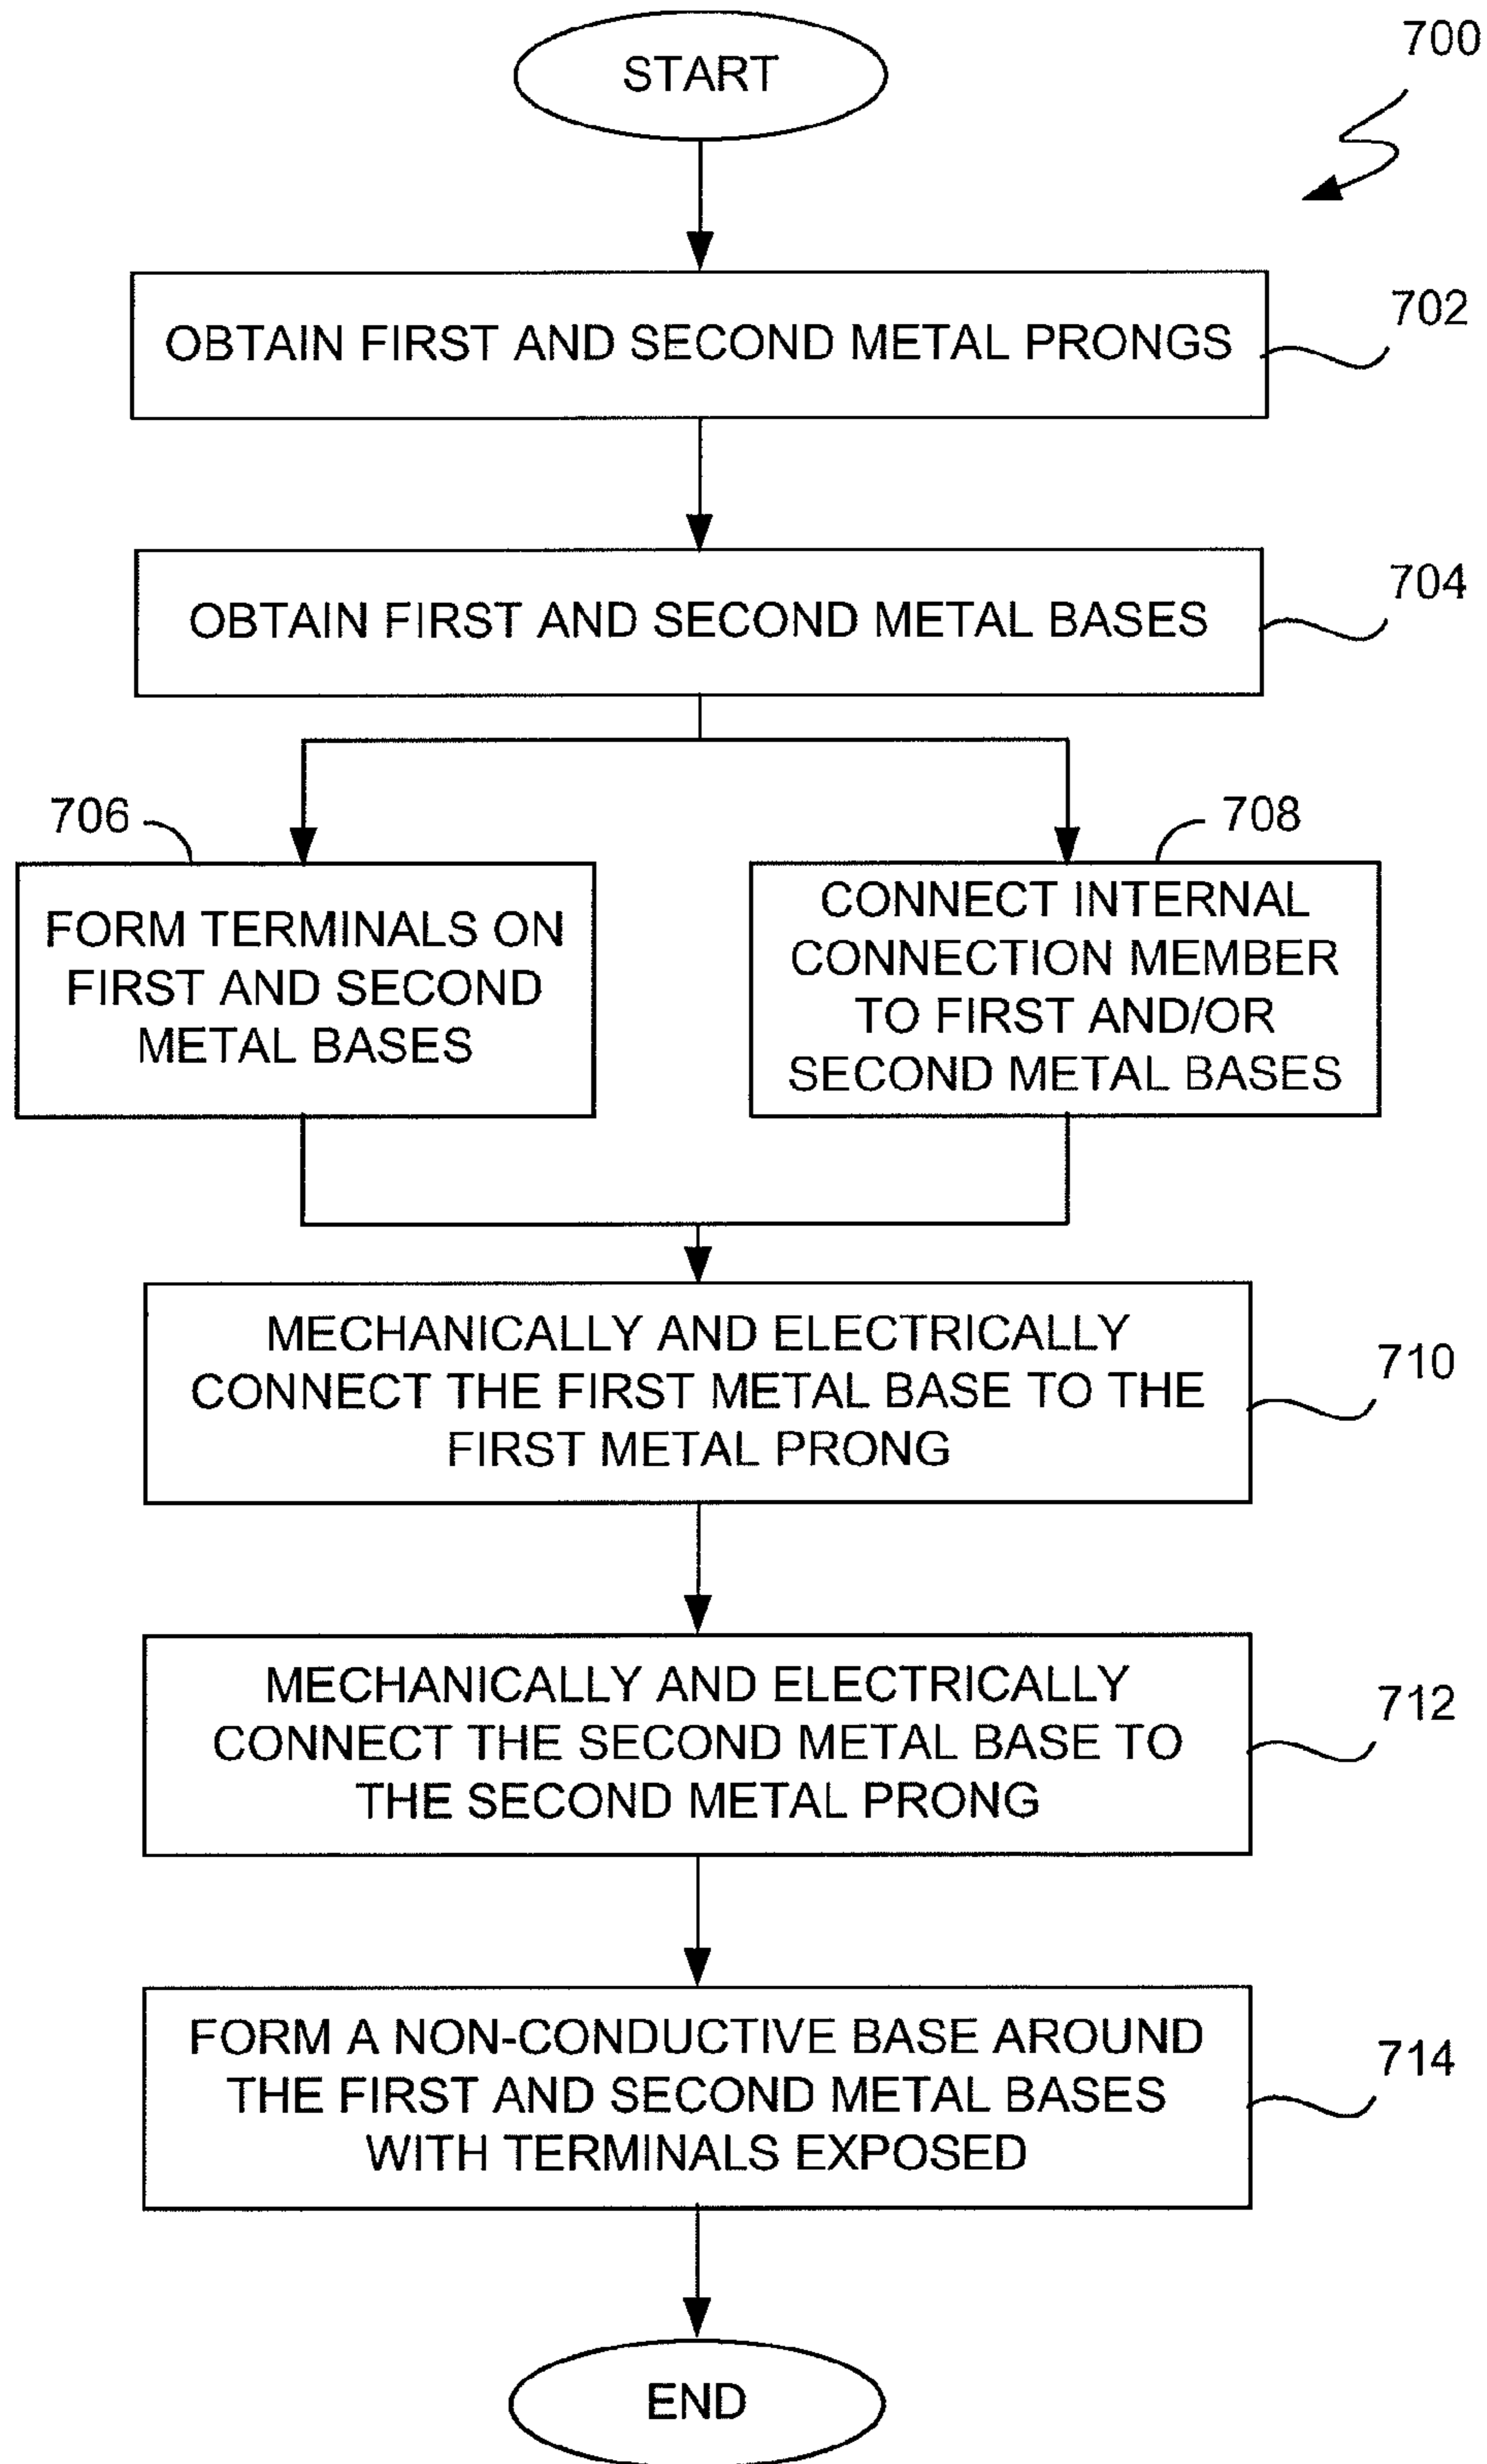 START
700
OBTAIN FIRST AND SECOND METAL PRONGS
702
OBTAIN FIRST AND SECOND METAL BASES
704
706
FORM TERMINALS ON
FIRST AND SECOND
METAL BASES
708
CONNECT INTERNAL
CONNECTION MEMBER
TO FIRST AND/OR
SECOND METAL BASES
MECHANICALLY AND ELECTRICALLY
CONNECT THE FIRST METAL BASE TO THE
FIRST METAL PRONG
710
MECHANICALLY AND ELECTRICALLY
CONNECT THE SECOND METAL BASE TO
THE SECOND METAL PRONG
712
FORM A NON-CONDUCTIVE BASE AROUND
THE FIRST AND SECOND METAL BASES
WITH TERMINALS EXPOSED
714
END